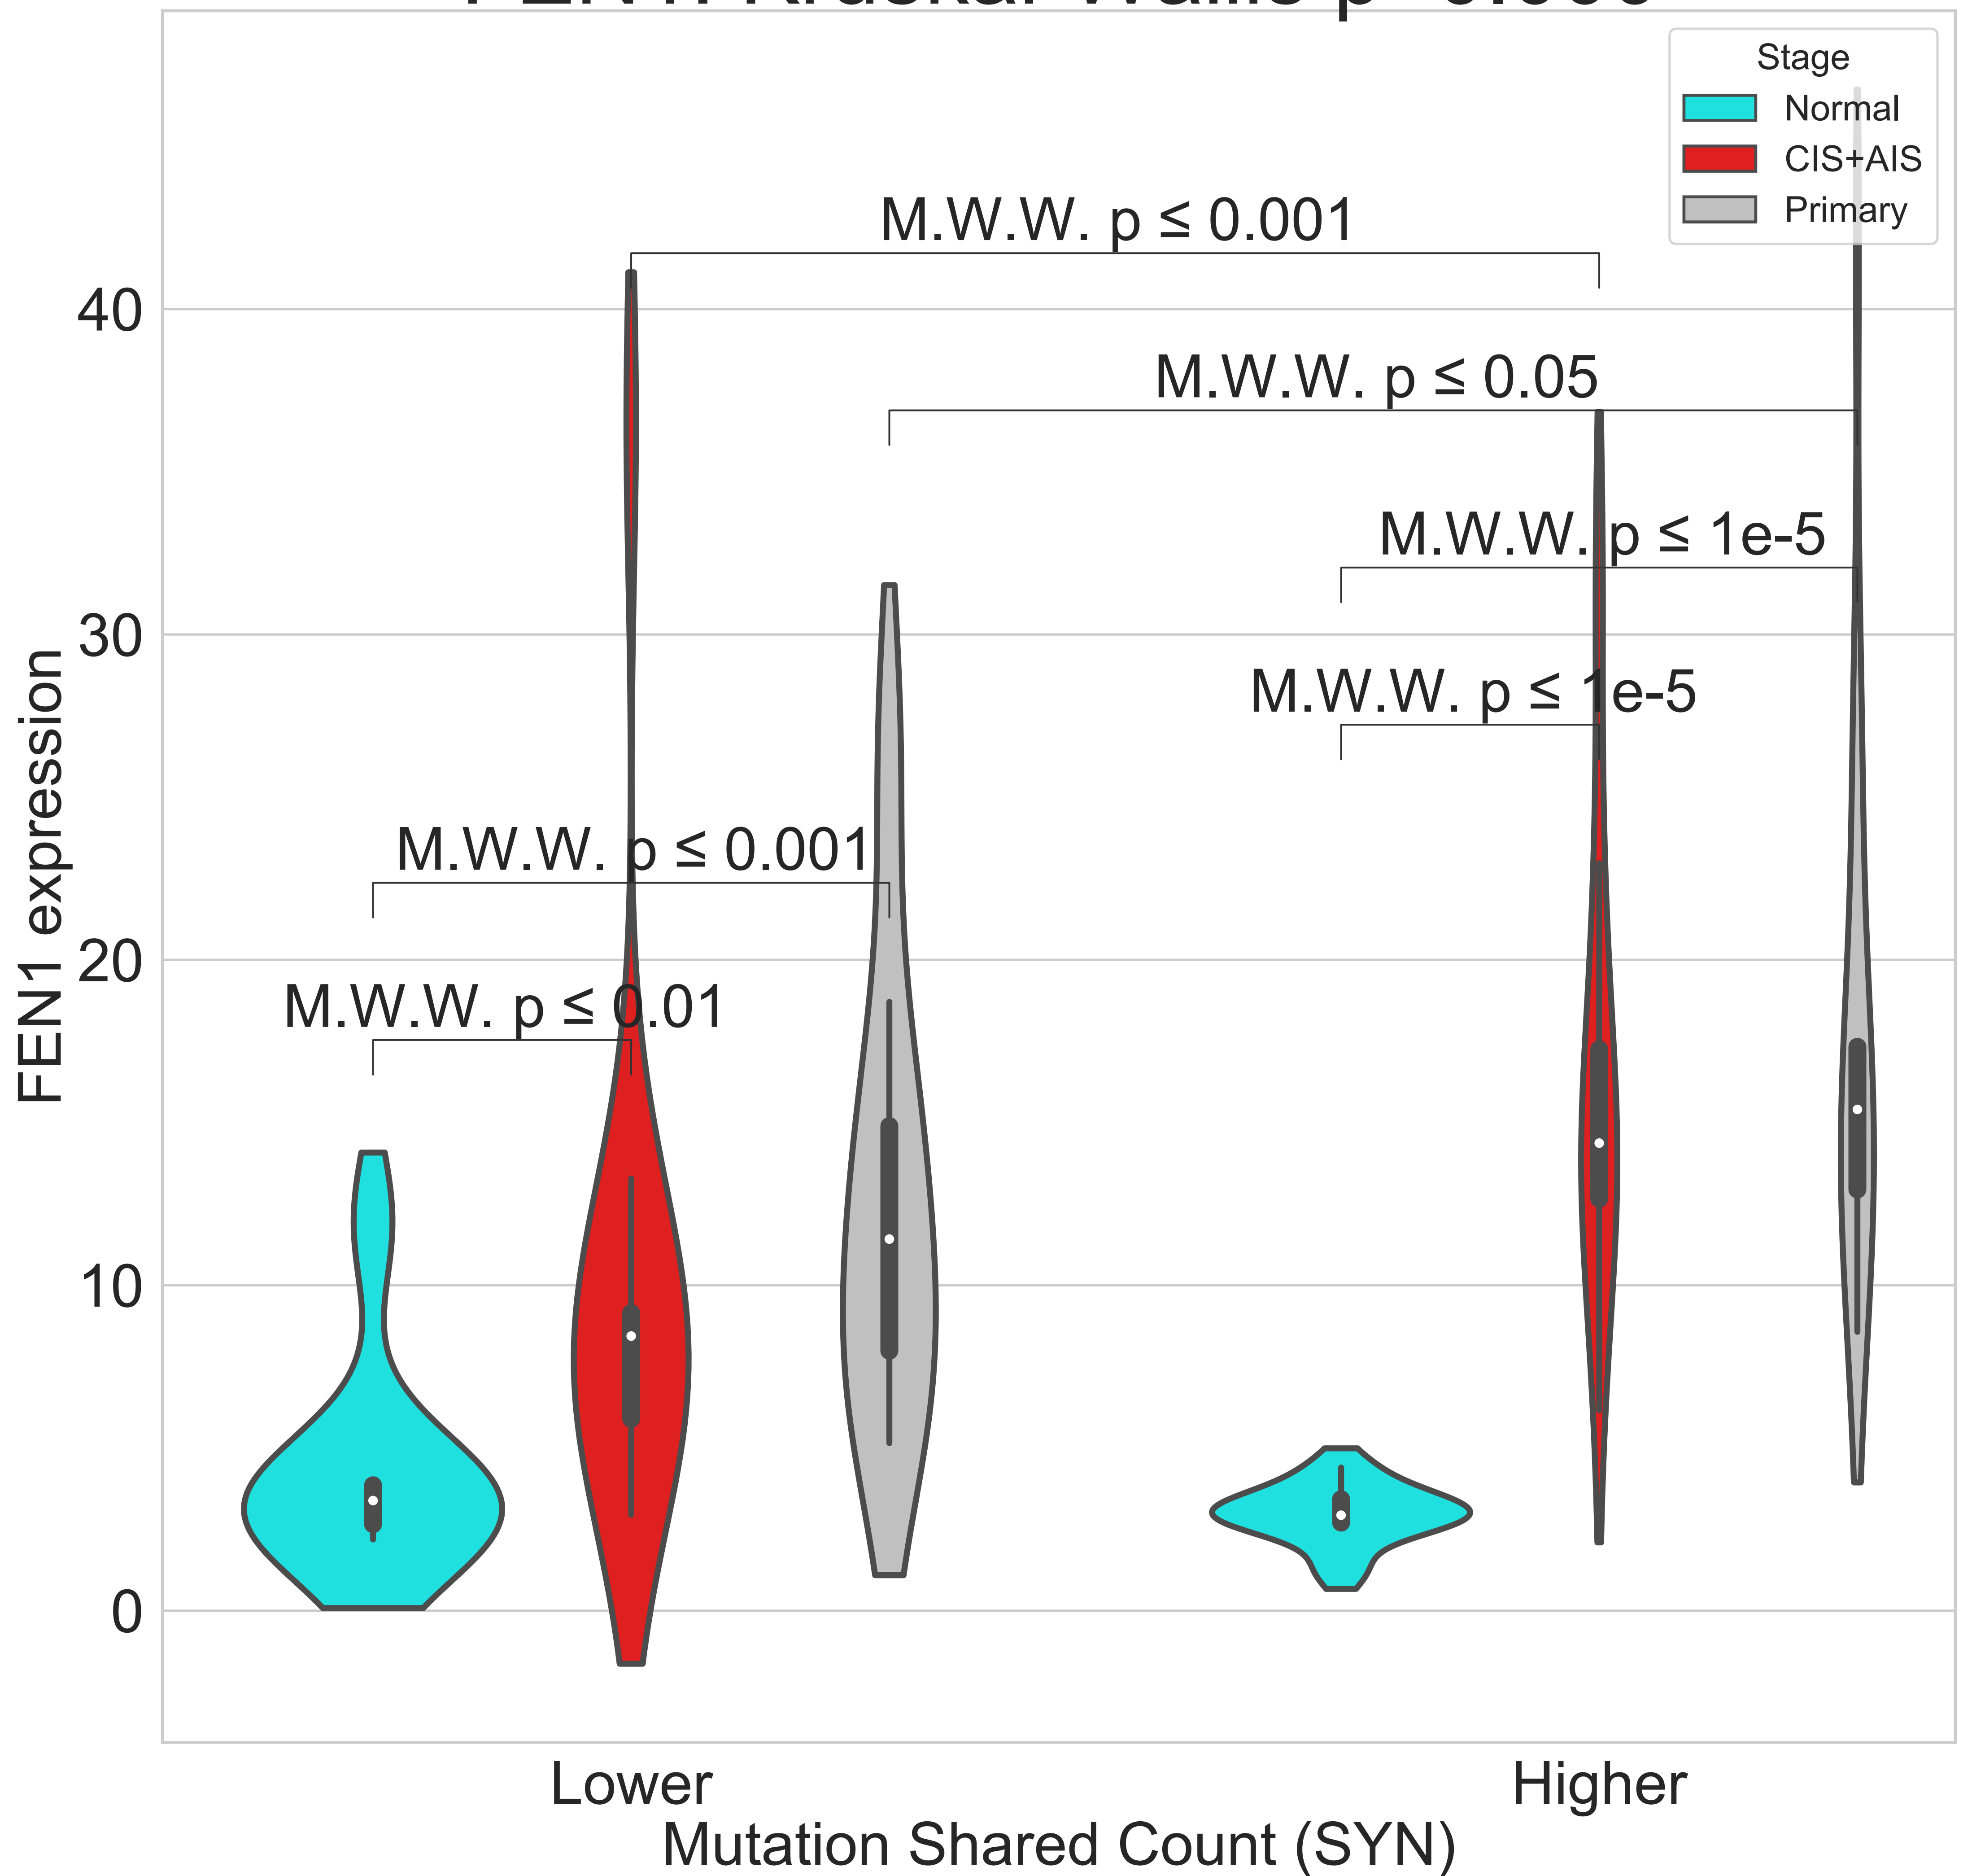 Stage
Normal
CIS+AIS
Primary
M.W.W. p ≤ 0.001
M.W.W. p ≤ 0.05
M.W.W. p ≤ 1e-5
M.W.W. p ≤ 1e-5
M.W.W. p ≤ 0.001
M.W.W. p ≤ 0.01
40
30
20
10
0
FEN1 expression
Lower
Higher
Mutation Shared Count (SYN)